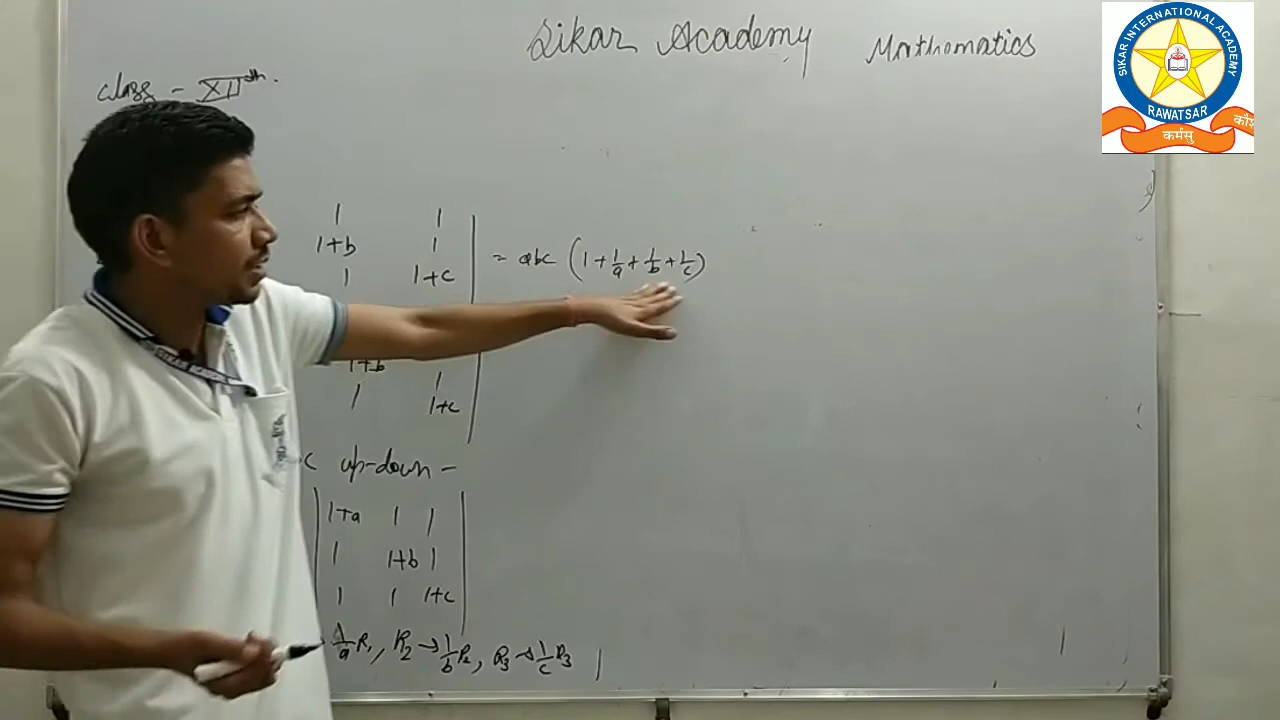 Sikar Academy Mathematics
SIKAR INTERNATIONAL ACADEMY
RAWATSAR
कर्मसु
कौश
Class - XIIth.
1 1
1+b 1
1 1+c
= abc (1 + 1/a + 1/b + 1/c)
1+b 1
1 1+c
C up-down -
| 1+a 1 1 |
| 1 1+b 1 |
| 1 1 1+c |
1/a R1, R2 → 1/b R2, R3 → 1/c R3